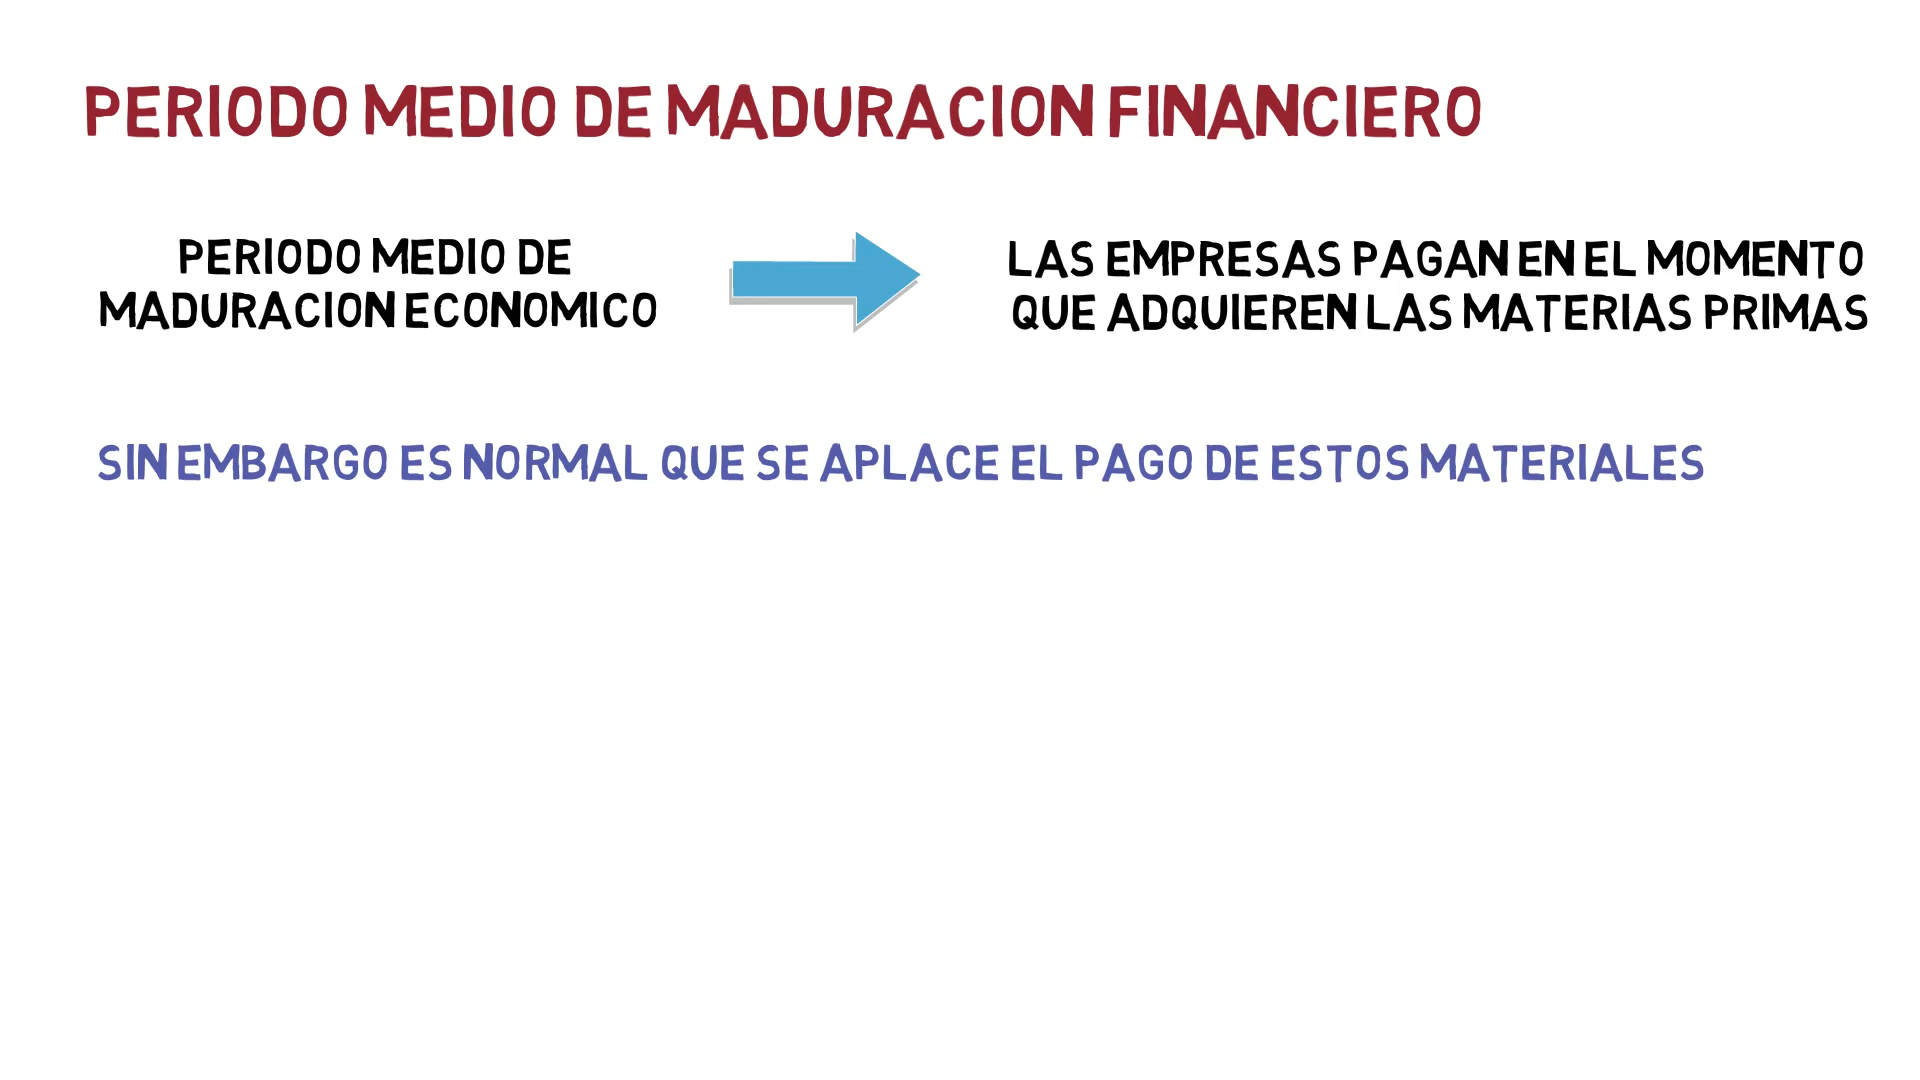 PERIODO MEDIO DE MADURACION FINANCIERO
PERIODO MEDIO DE
MADURACION ECONOMICO
LAS EMPRESAS PAGAN EN EL MOMENTO
QUE ADQUIEREN LAS MATERIAS PRIMAS
SIN EMBARGO ES NORMAL QUE SE APLACE EL PAGO DE ESTOS MATERIALES